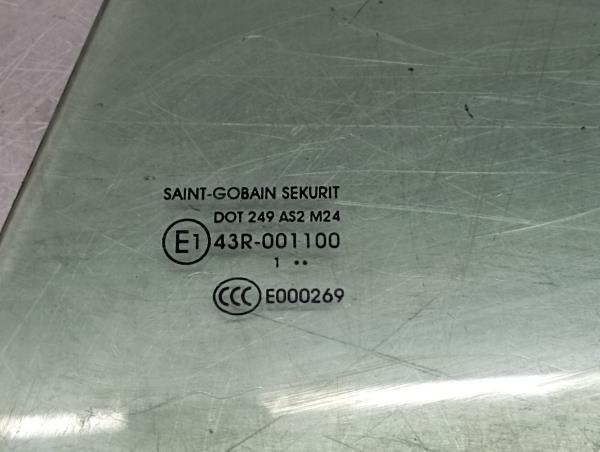 SAINT-GOBAIN SEKURIT
DOT 249 AS2 M24
E1 43R-001100
1 ••
CCC E000269